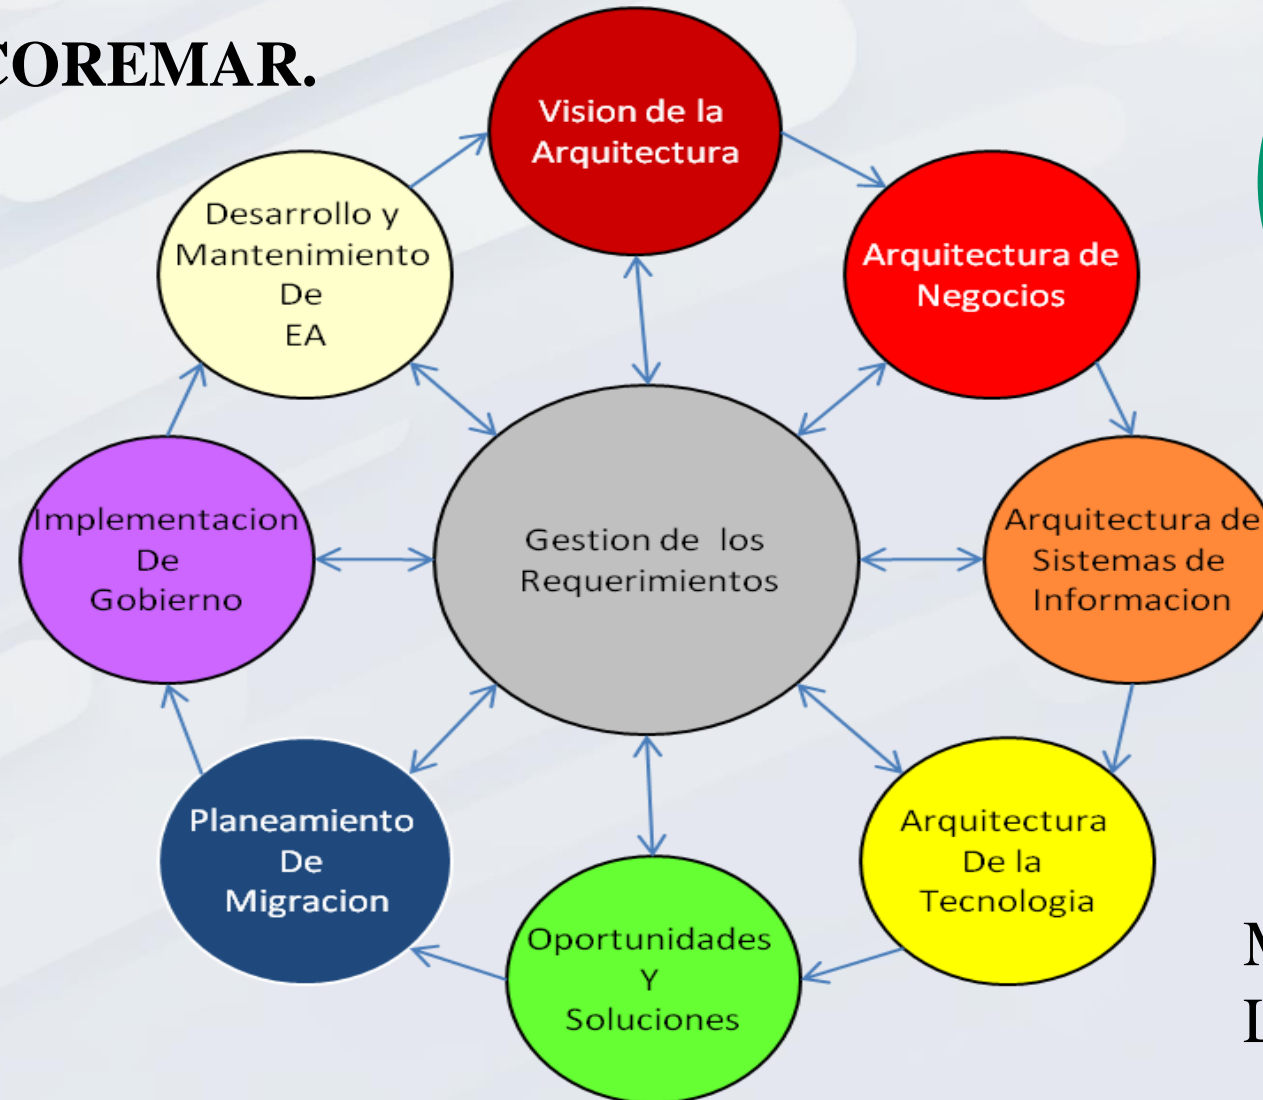 COREMAR.
Vision de la
Arquitectura
Desarrollo y
Mantenimiento
De
EA
Arquitectura de
Negocios
Implementacion
De
Gobierno
Gestion de los
Requerimientos
Arquitectura de
Sistemas de
Informacion
Planeamiento
De
Migracion
Arquitectura
De la
Tecnologia
Oportunidades
Y
Soluciones